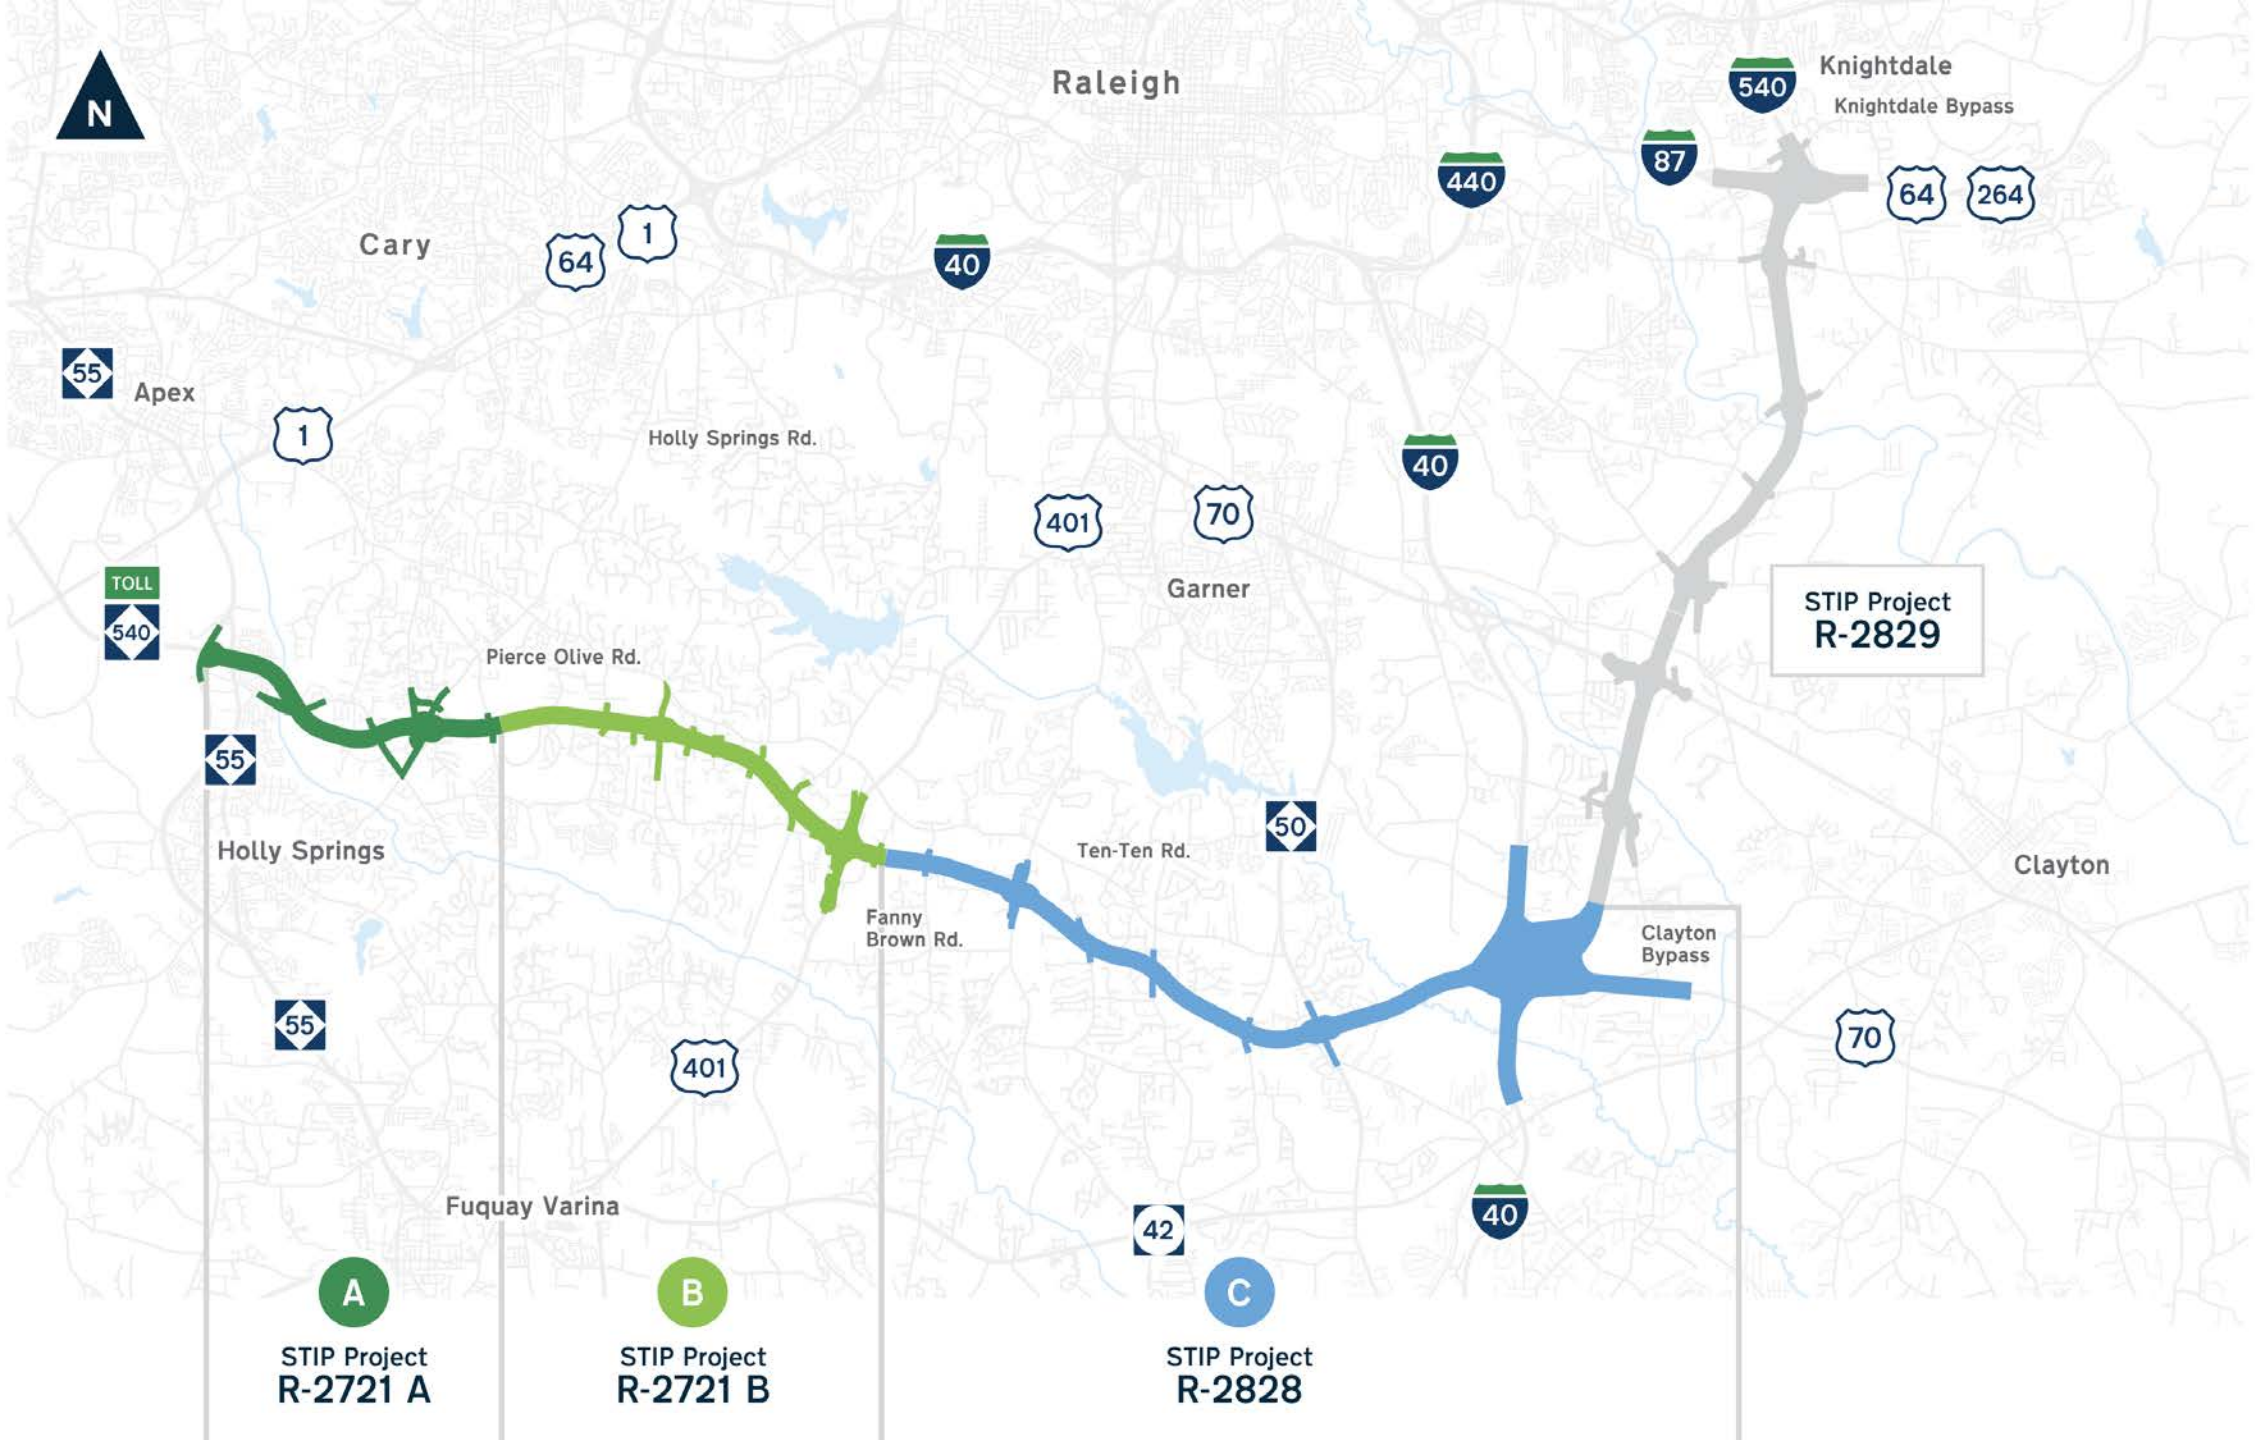 N
Raleigh
540
Knightdale
Knightdale Bypass
87
440
64
264
Cary
64
1
40
55
Apex
1
Holly Springs Rd.
40
401
70
Garner
TOLL
540
STIP Project
R-2829
Pierce Olive Rd.
55
Holly Springs
50
Ten-Ten Rd.
Clayton
Fanny
Brown Rd.
Clayton
Bypass
55
401
70
Fuquay Varina
42
40
A
STIP Project
R-2721 A
B
STIP Project
R-2721 B
C
STIP Project
R-2828